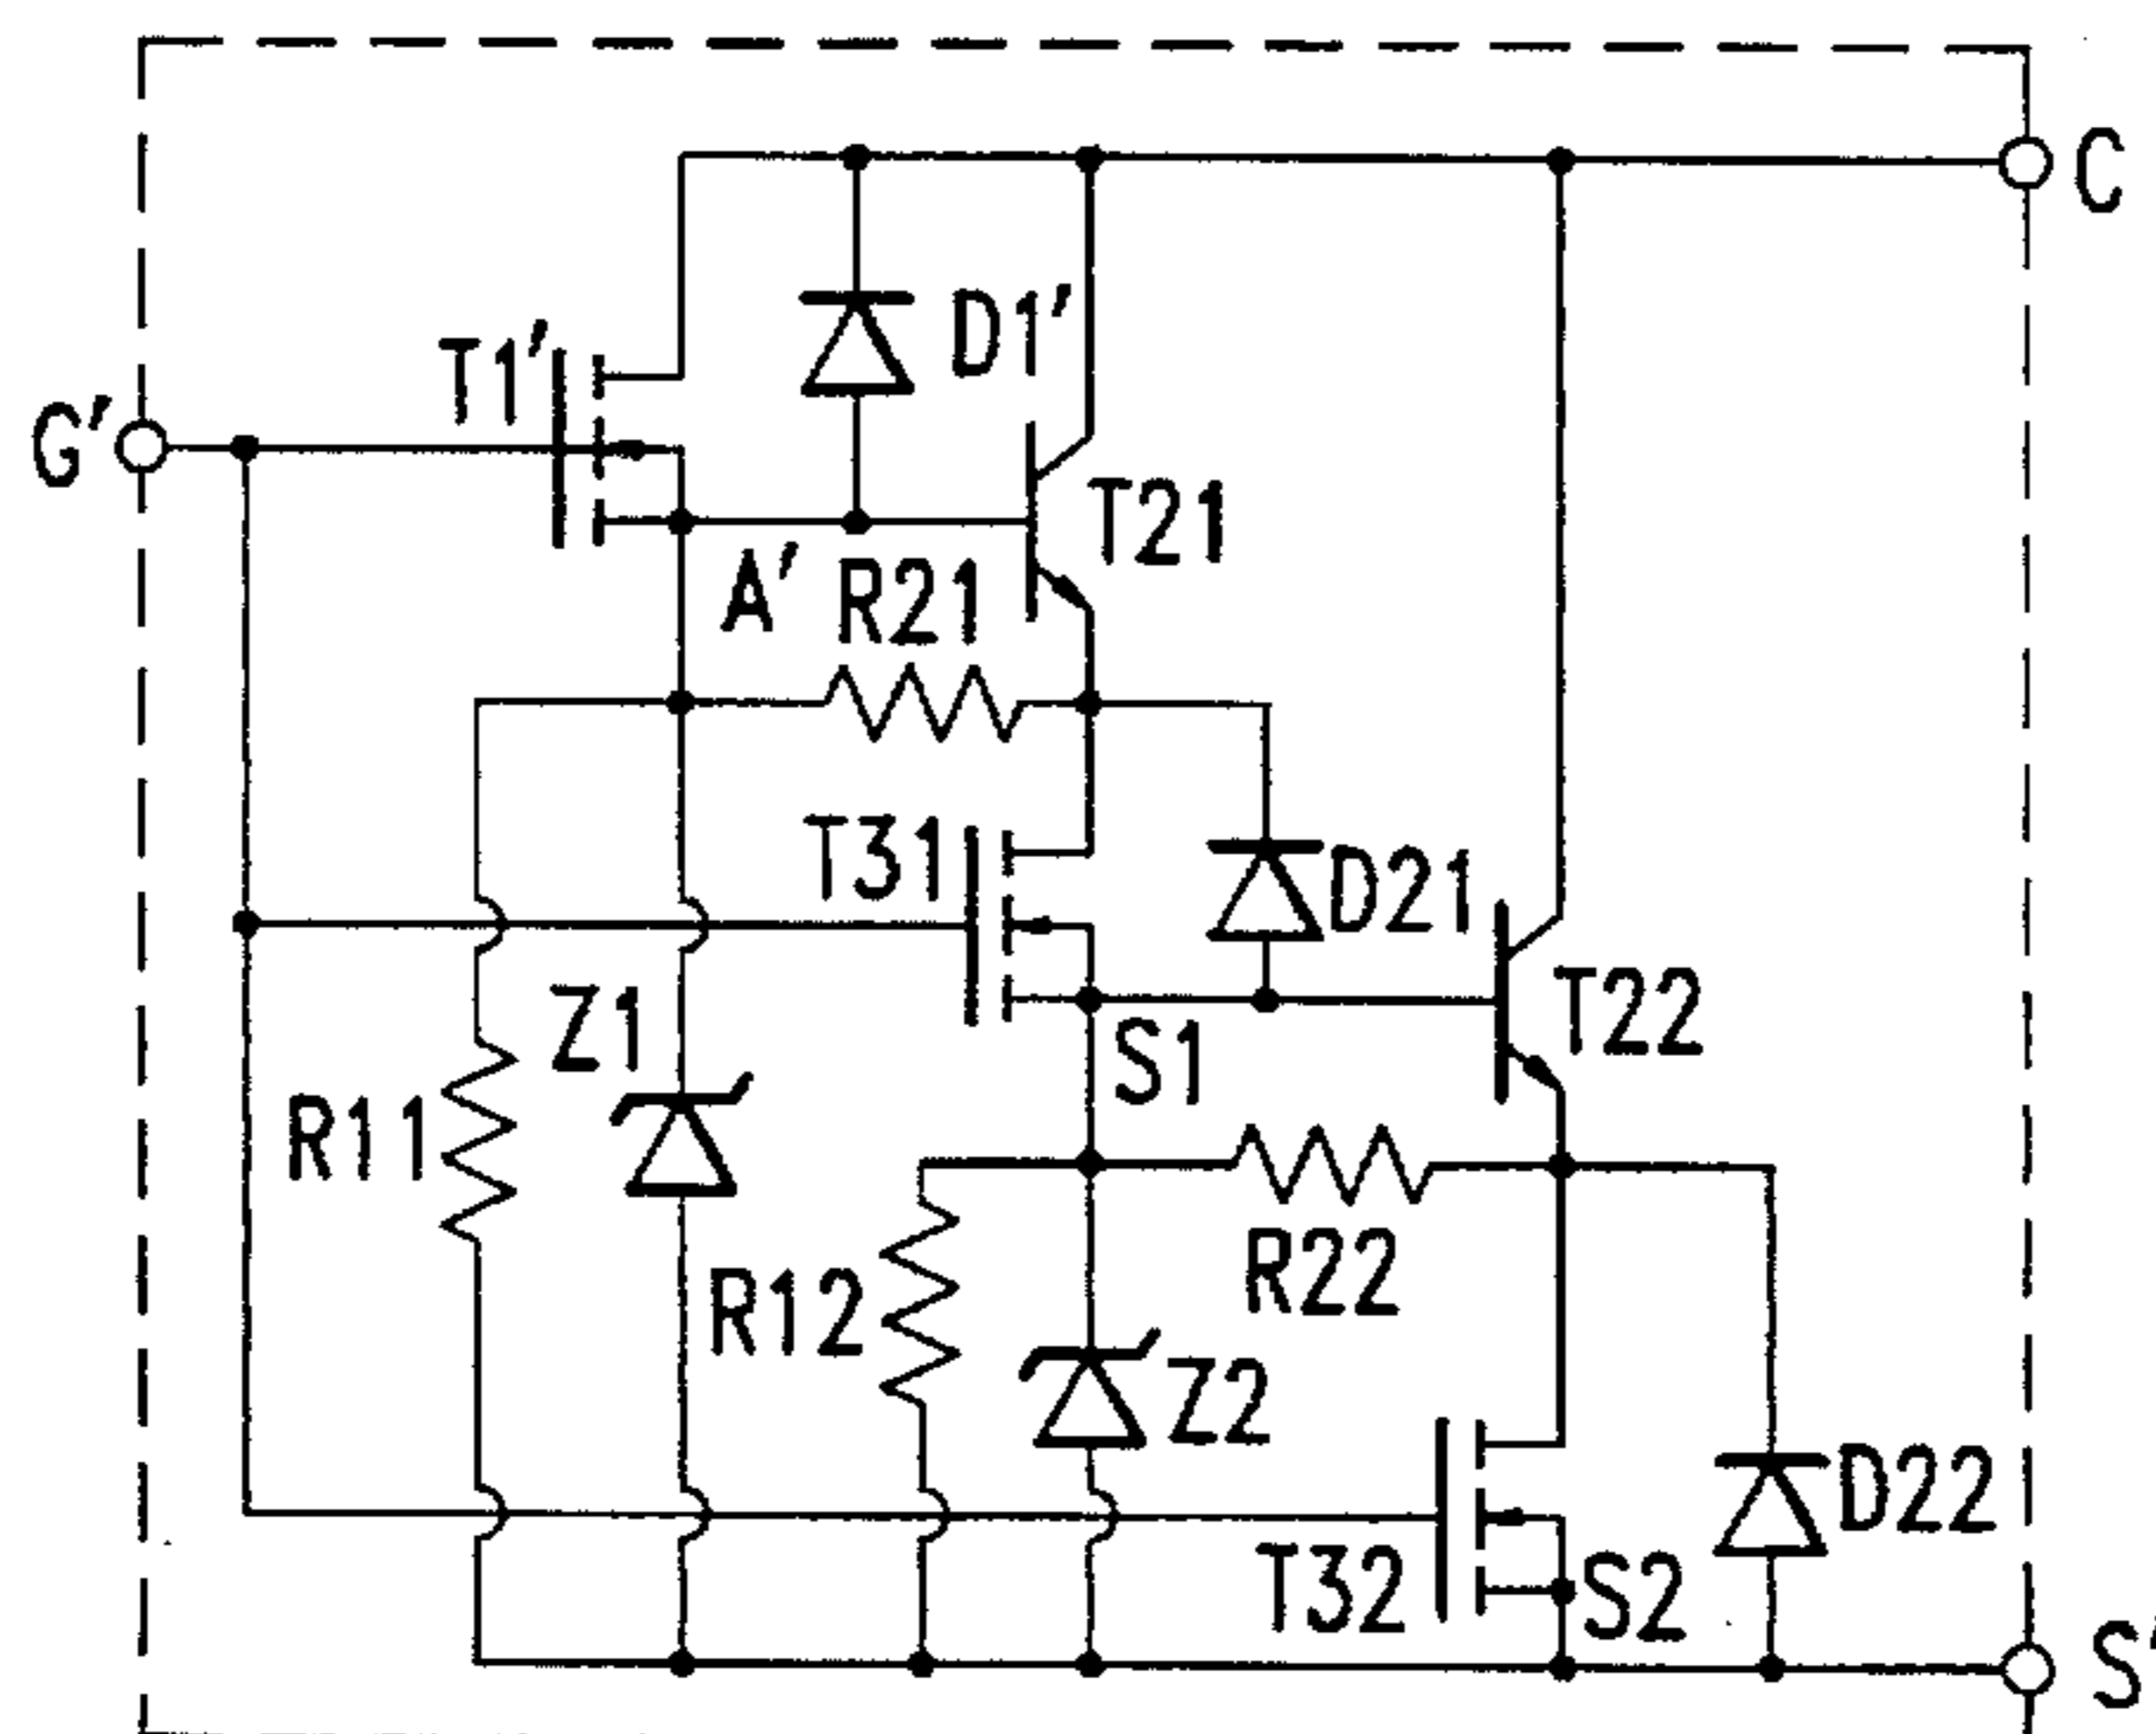 C
D1'
T1'
G'
T21
A'
R21
T31
D21
T22
Z1
S1
R11
R22
R12
Z2
D22
T32
S2
S'